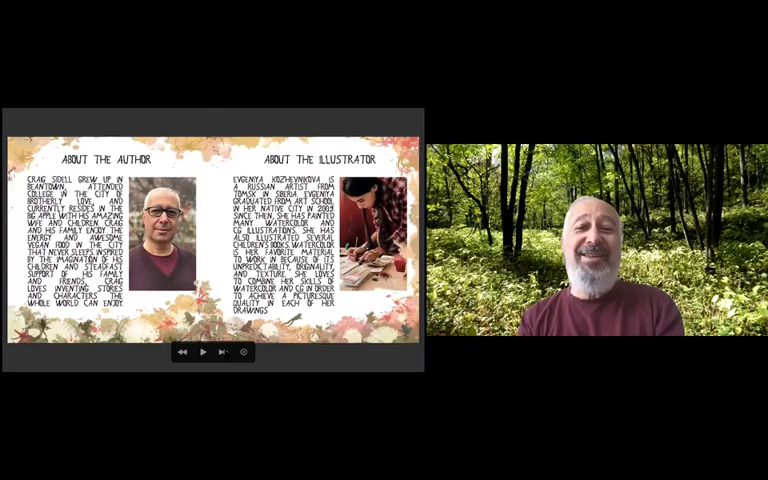 ABOUT THE AUTHOR
CRAIG SIDELL GREW UP IN
BEANTOWN, ATTENDED
COLLEGE IN THE CITY OF
BROTHERLY LOVE, AND
CURRENTLY RESIDES IN THE
BIG APPLE WITH HIS AMAZING
WIFE AND CHILDREN. CRAIG
AND HIS FAMILY ENJOY THE
ENERGY AND AWESOME
VEGAN FOOD IN THE CITY
THAT NEVER SLEEPS. INSPIRED
BY THE IMAGINATION OF HIS
CHILDREN AND STEADFAST
SUPPORT OF HIS FAMILY
AND FRIENDS, CRAIG
LOVES INVENTING STORIES
AND CHARACTERS THE
WHOLE WORLD CAN ENJOY.
ABOUT THE ILLUSTRATOR
EVGENIYA KOZHEVNIKOVA IS
A RUSSIAN ARTIST FROM
TOMSK IN SIBERIA. EVGENIYA
GRADUATED FROM ART SCHOOL
IN HER NATIVE CITY IN 2009.
SINCE THEN, SHE HAS PAINTED
MANY WATERCOLOR AND
CG ILLUSTRATIONS. SHE HAS
ALSO ILLUSTRATED SEVERAL
CHILDREN'S BOOKS. WATERCOLOR
IS HER FAVORITE MATERIAL
TO WORK IN BECAUSE OF ITS
UNPREDICTABILITY, ORIGINALITY,
AND TEXTURE. SHE LOVES
TO COMBINE HER SKILLS OF
WATERCOLOR AND CG IN ORDER
TO ACHIEVE A PICTURESQUE
QUALITY IN EACH OF HER
DRAWINGS.